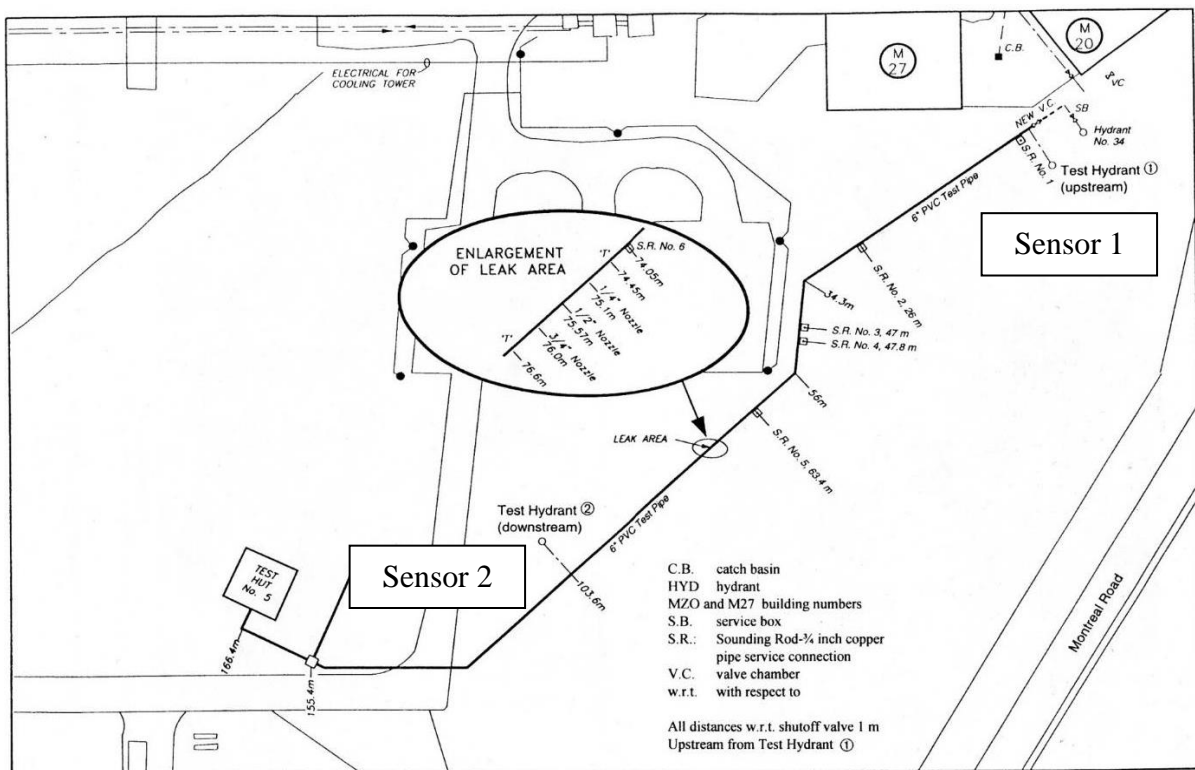 ELECTRICAL FOR
COOLING TOWER
M
27
C.B.
M
20
VC
NEW V.C.
SB
Hydrant
No. 34
S.R. No. 1
Test Hydrant ①
(upstream)
6" PVC Test Pipe
Sensor 1
ENLARGEMENT
OF LEAK AREA
'T'
S.R. No. 6
74.05m
74.45m
1/4" Nozzle
75.1m
1/2" Nozzle
75.57m
3/4" Nozzle
76.0m
'T'
76.6m
S.R. No. 2, 26 m
34.3m
S.R. No. 3, 47 m
S.R. No. 4, 47.8 m
56m
S.R. No. 5, 63.4 m
LEAK AREA
6" PVC Test Pipe
Test Hydrant ②
(downstream)
103.6m
Sensor 2
TEST
HUT
No. 5
166.4m
155.4m
C.B. catch basin
HYD hydrant
MZO and M27 building numbers
S.B. service box
S.R.: Sounding Rod-¾ inch copper
pipe service connection
V.C. valve chamber
w.r.t. with respect to
All distances w.r.t. shutoff valve 1 m
Upstream from Test Hydrant ①
Montreal Road